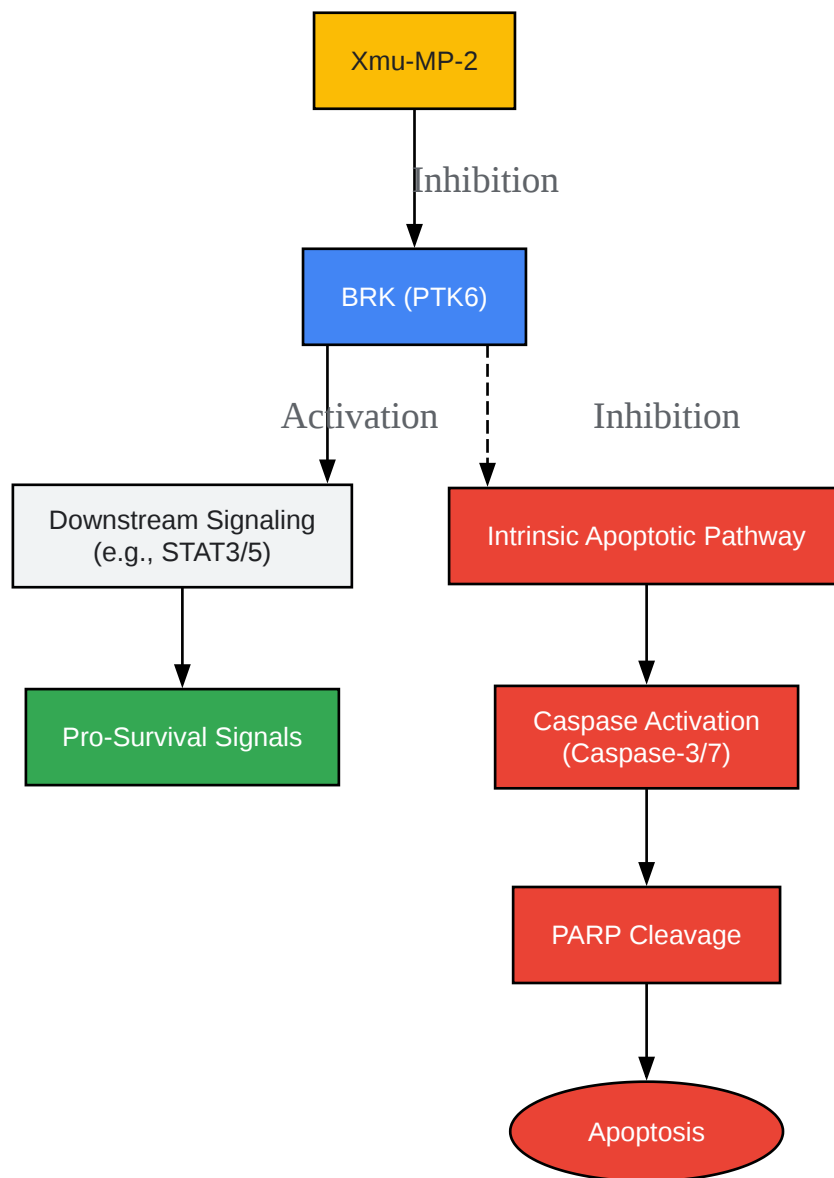 Xmu-MP-2
Inhibition
BRK (PTK6)
Activation
Inhibition
Downstream Signaling
(e.g., STAT3/5)
Intrinsic Apoptotic Pathway
Pro-Survival Signals
Caspase Activation
(Caspase-3/7)
PARP Cleavage
Apoptosis